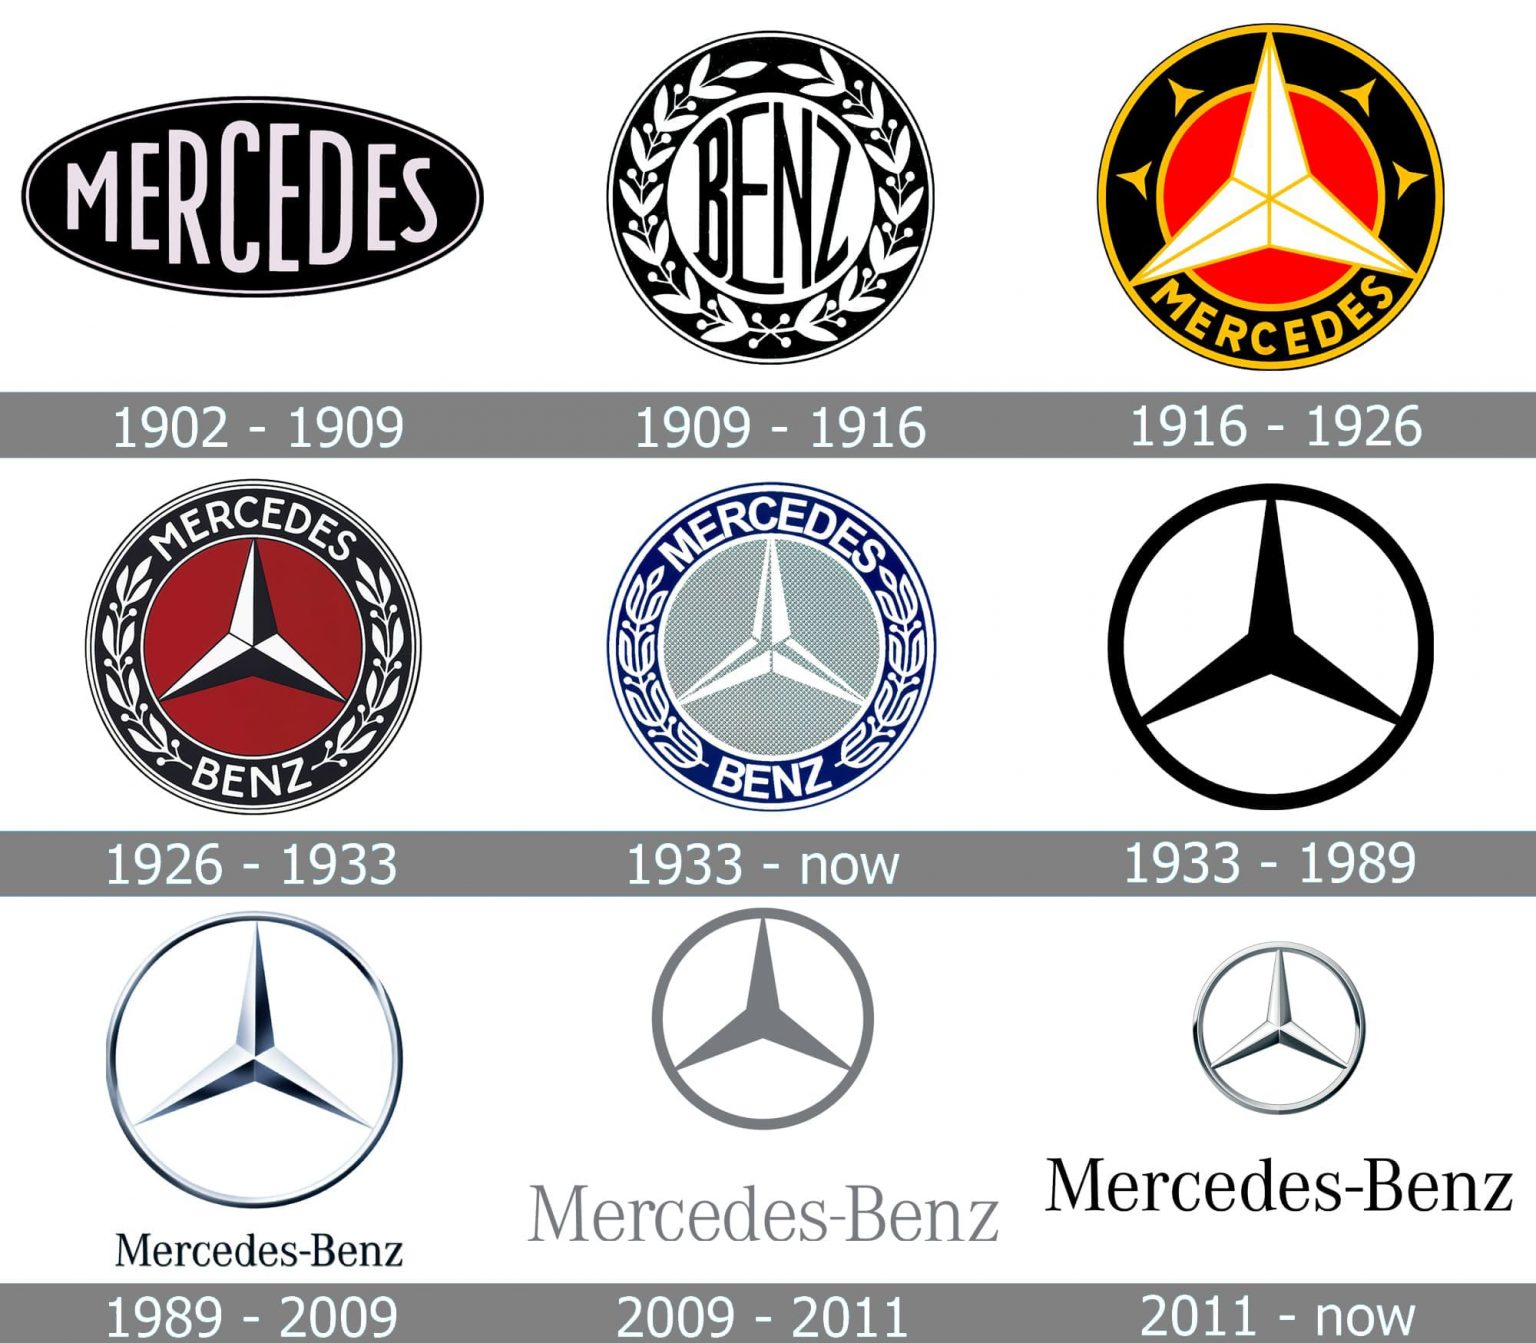 MERCEDES
BENZ
MERCEDES
1902 - 1909
1909 - 1916
1916 - 1926
MERCEDES
BENZ
MERCEDES
BENZ
1926 - 1933
1933 - now
1933 - 1989
Mercedes-Benz
Mercedes-Benz
Mercedes-Benz
1989 - 2009
2009 - 2011
2011 - now